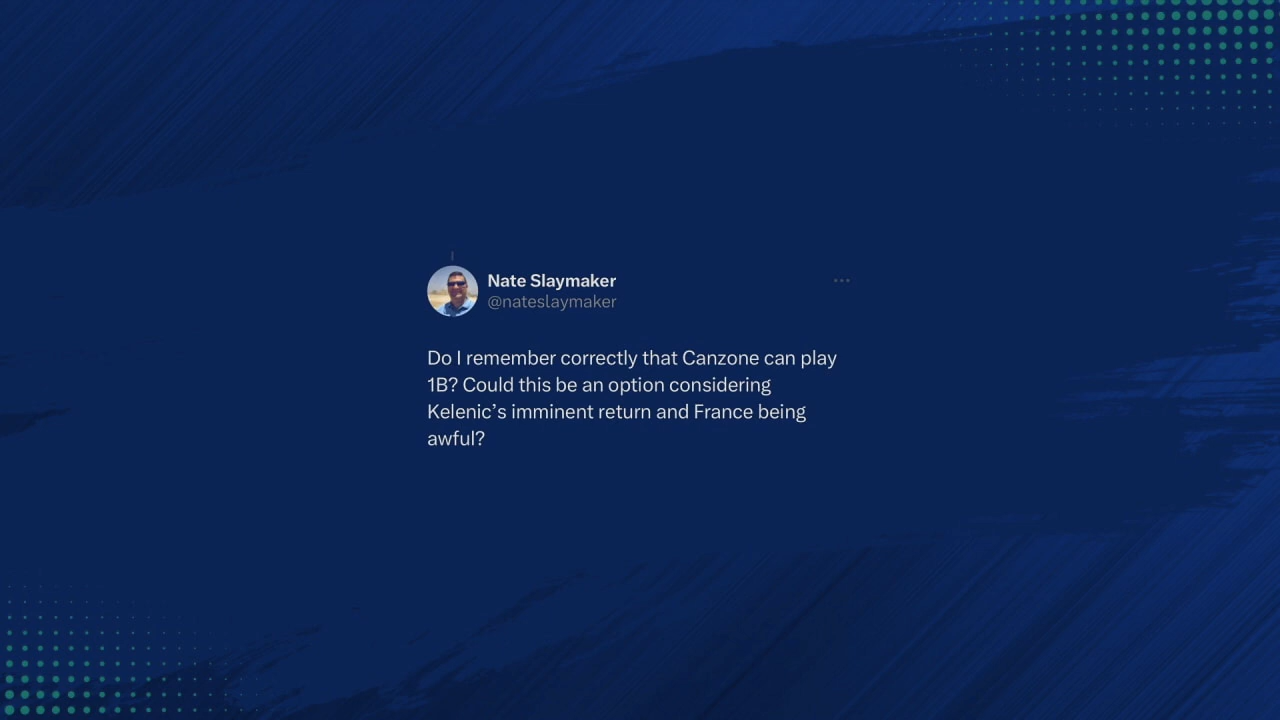 Nate Slaymaker
@nateslaymaker
Do I remember correctly that Canzone can play
1B? Could this be an option considering
Kelenic’s imminent return and France being
awful?